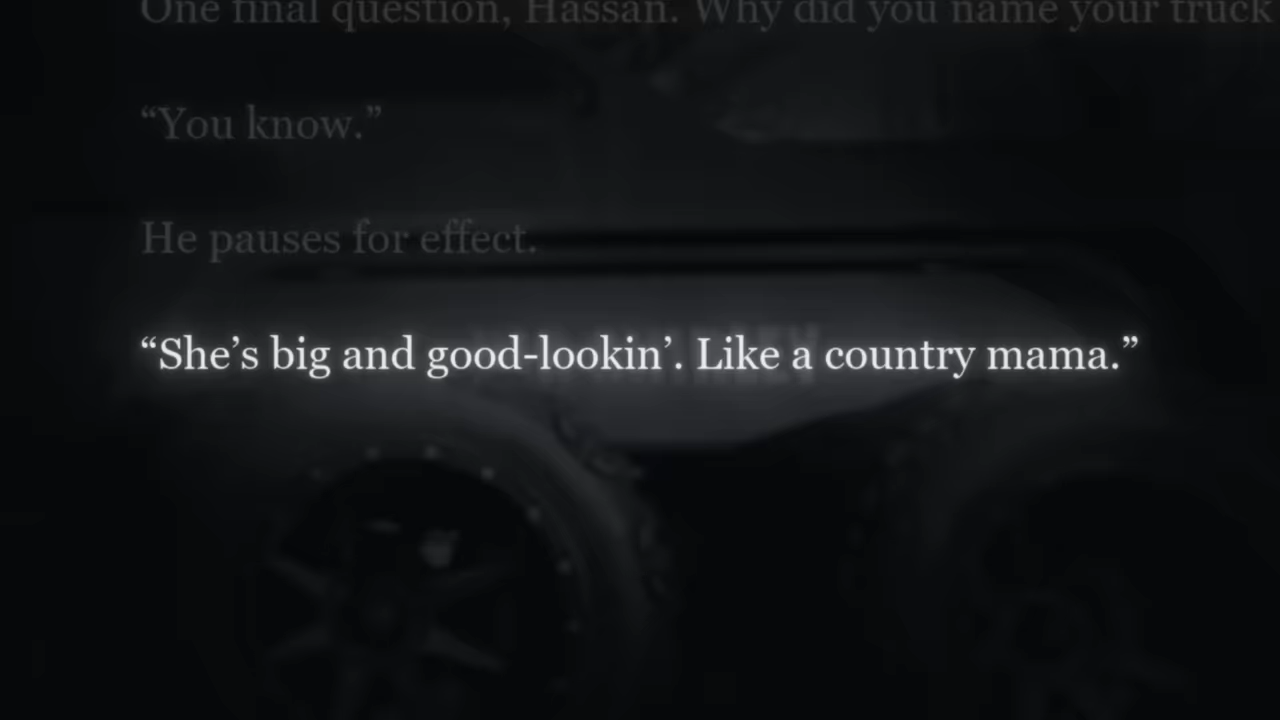 One final question, Hassan. Why did you name your truck
“You know.”
He pauses for effect.
“She’s big and good-lookin’. Like a country mama.”